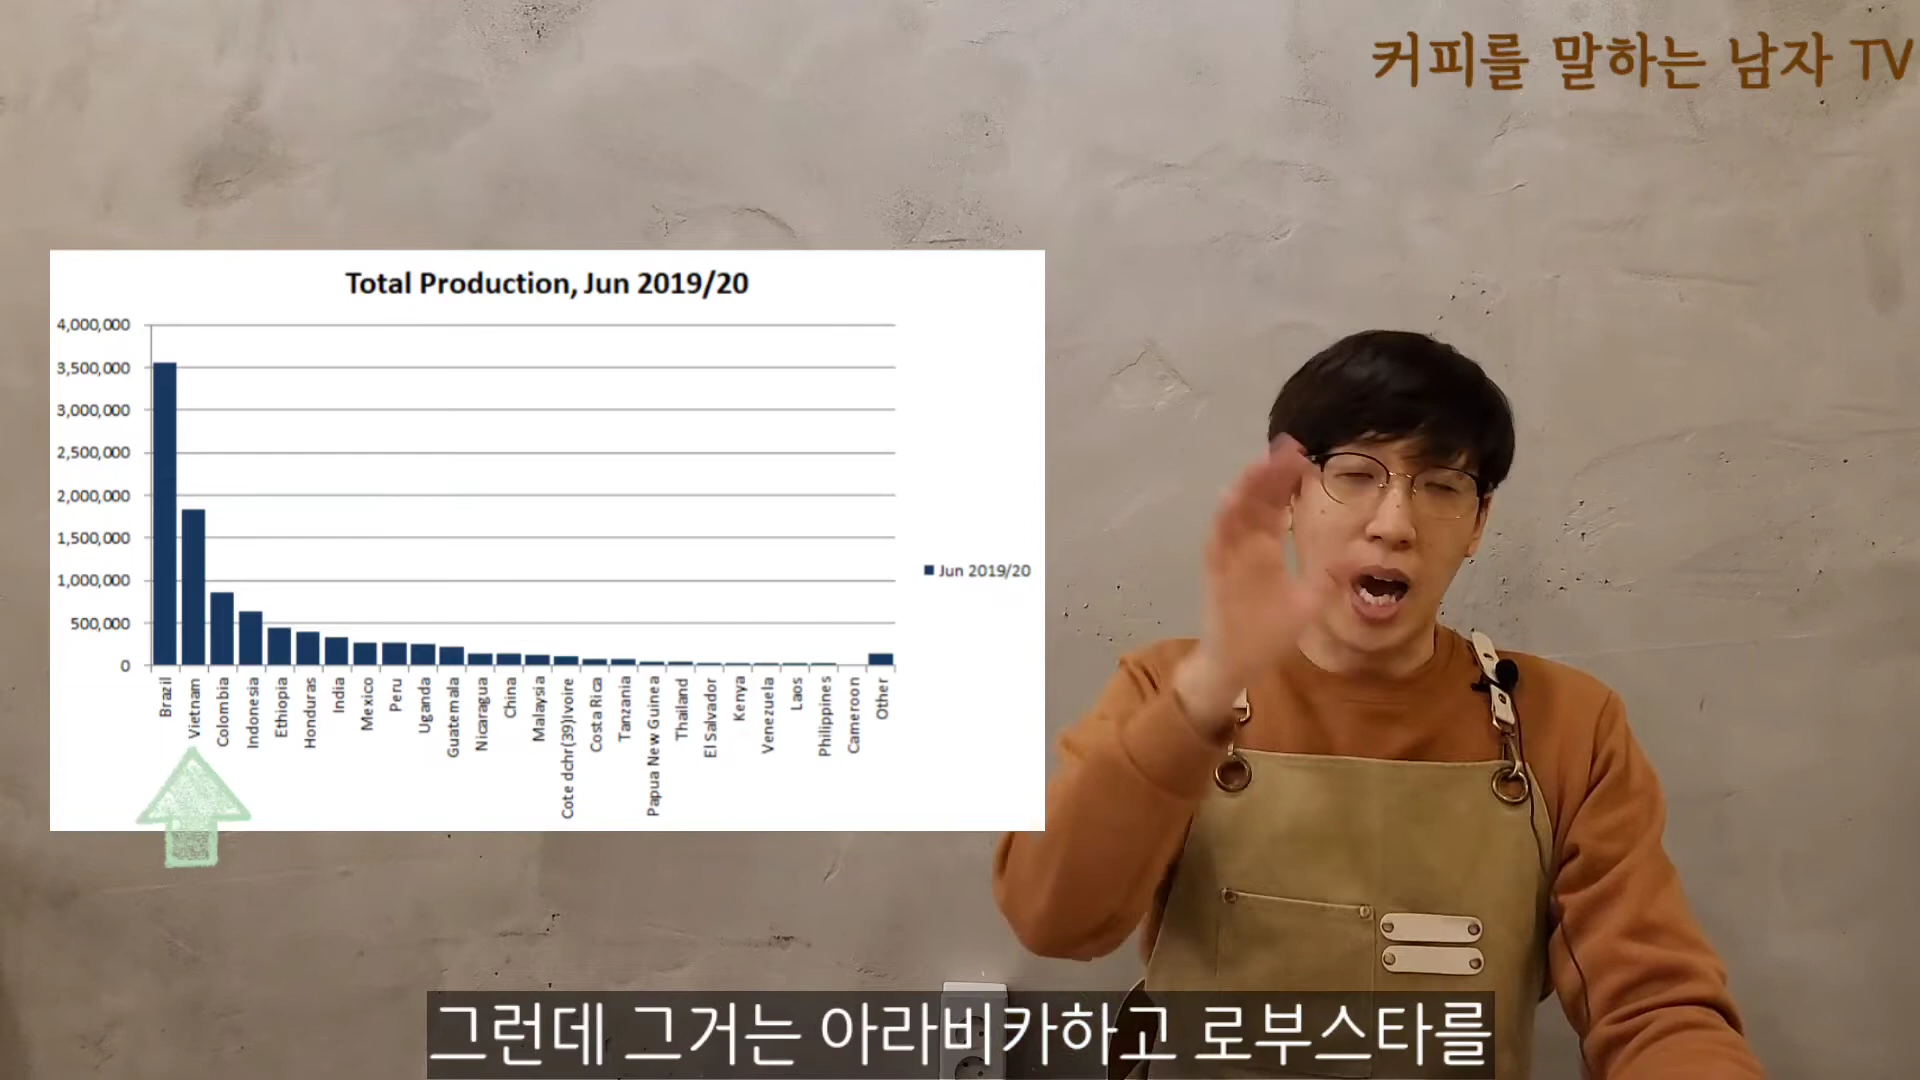 커피를 말하는 남자 TV
Total Production, Jun 2019/20
4,000,000
3,500,000
3,000,000
2,500,000
2,000,000
1,500,000
1,000,000
500,000
0
Jun 2019/20
Brazil
Vietnam
Colombia
Indonesia
Ethiopia
Honduras
India
Mexico
Peru
Uganda
Guatemala
Nicaragua
China
Malaysia
Cote dchr(39)Ivoire
Costa Rica
Tanzania
Papua New Guinea
Thailand
El Salvador
Kenya
Venezuela
Laos
Philippines
Cameroon
Other
그런데 그거는 아라비카하고 로부스타를